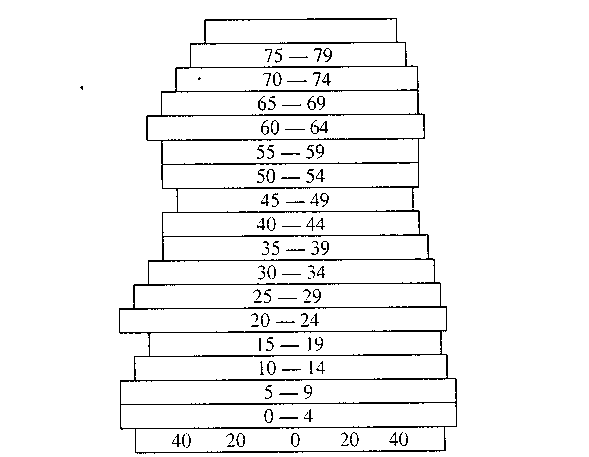 75 — 79
70 — 74
65 — 69
60 — 64
55 — 59
50 — 54
45 — 49
40 — 44
35 — 39
30 — 34
25 — 29
20 — 24
15 — 19
10 — 14
5 — 9
0 — 4
40 20 0 20 40